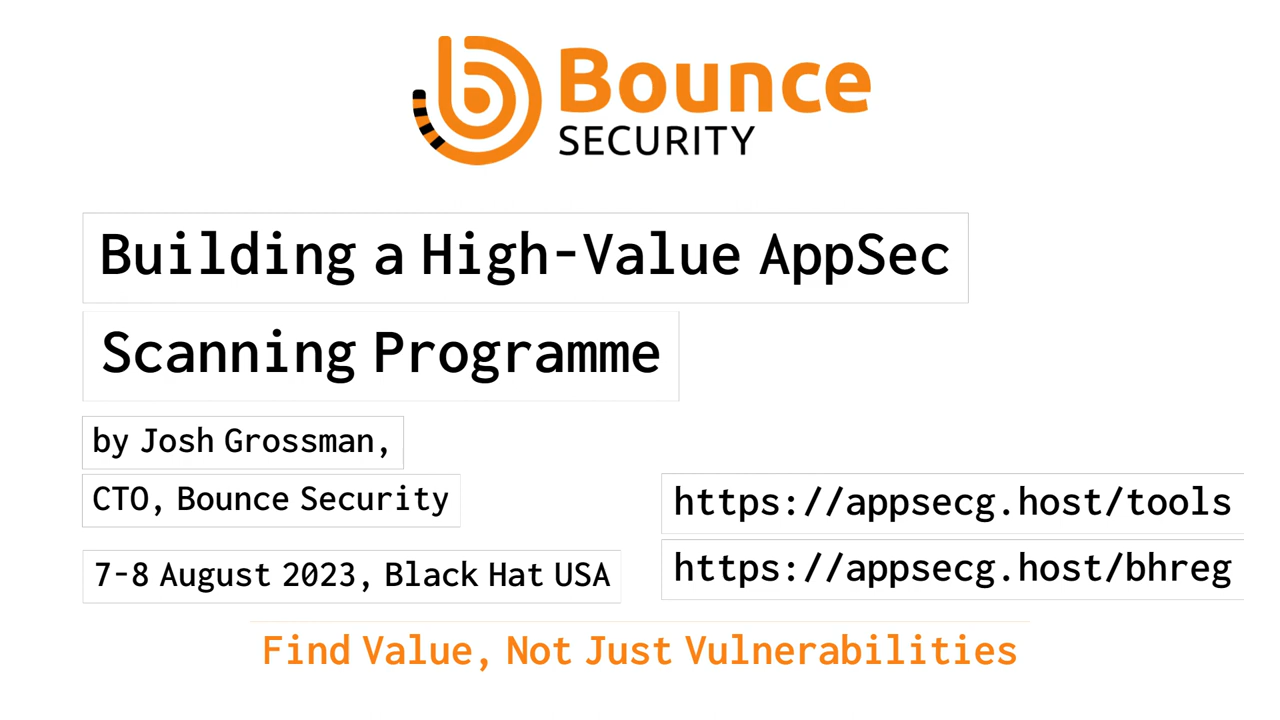 Bounce
SECURITY
Building a High-Value AppSec
Scanning Programme
by Josh Grossman,
CTO, Bounce Security
7-8 August 2023, Black Hat USA
https://appsecg.host/tools
https://appsecg.host/bhreg
Find Value, Not Just Vulnerabilities